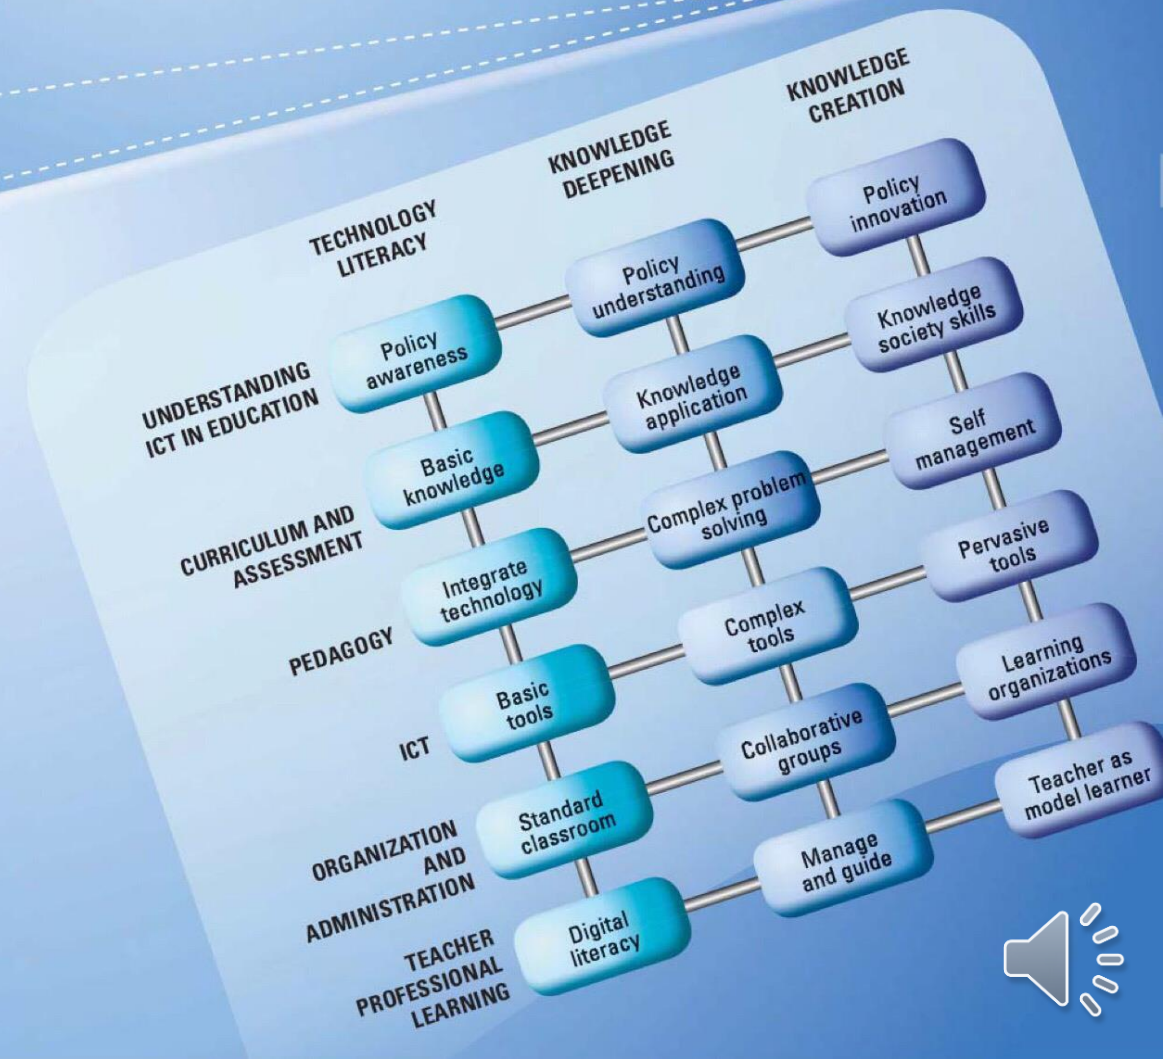 TECHNOLOGY
LITERACY
KNOWLEDGE
DEEPENING
KNOWLEDGE
CREATION
UNDERSTANDING
ICT IN EDUCATION
Policy
awareness
Policy
understanding
Policy
innovation
CURRICULUM AND
ASSESSMENT
Basic
knowledge
Knowledge
application
Knowledge
society skills
PEDAGOGY
Integrate
technology
Complex problem
solving
Self
management
ICT
Basic
tools
Complex
tools
Pervasive
tools
ORGANIZATION
AND
ADMINISTRATION
Standard
classroom
Collaborative
groups
Learning
organizations
TEACHER
PROFESSIONAL
LEARNING
Digital
literacy
Manage
and guide
Teacher as
model learner